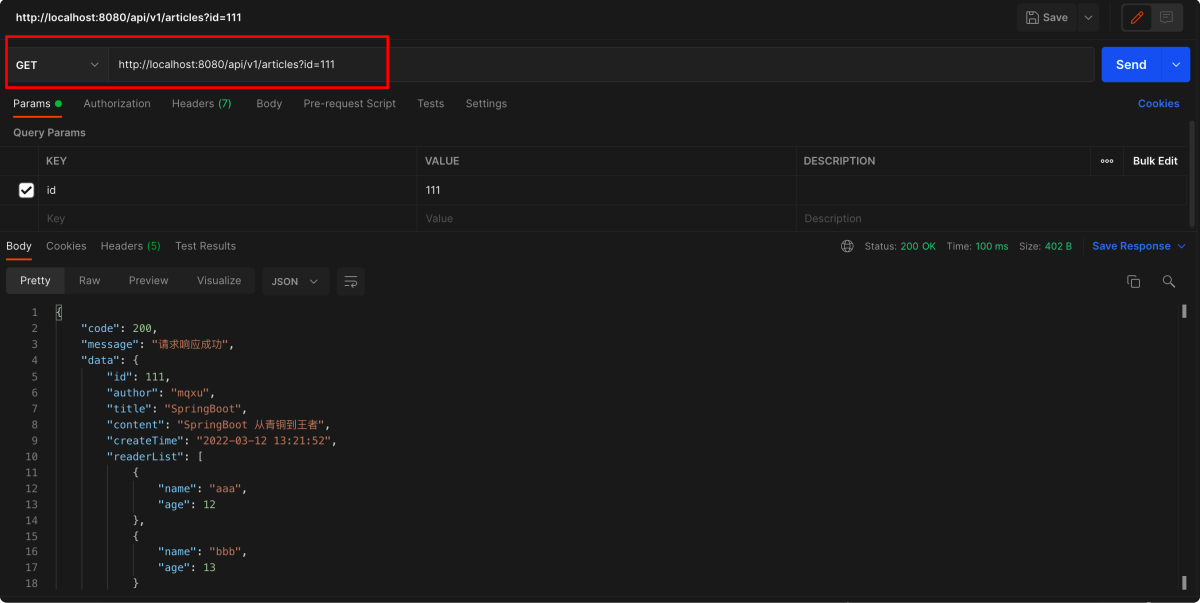 http://localhost:8080/api/v1/articles?id=111 Save
GET http://localhost:8080/api/v1/articles?id=111 Send
Params Authorization Headers (7) Body Pre-request Script Tests Settings Cookies
Query Params
KEY VALUE DESCRIPTION ooo Bulk Edit
id 111
Key Value Description
Body Cookies Headers (5) Test Results Status: 200 OK Time: 100 ms Size: 402 B Save Response
Pretty Raw Preview Visualize JSON
1 {
2 "code": 200,
3 "message": "请求响应成功",
4 "data": {
5 "id": 111,
6 "author": "mqxu",
7 "title": "SpringBoot",
8 "content": "SpringBoot 从青铜到王者",
9 "createTime": "2022-03-12 13:21:52",
10 "readerList": [
11 {
12 "name": "aaa",
13 "age": 12
14 },
15 {
16 "name": "bbb",
17 "age": 13
18 }